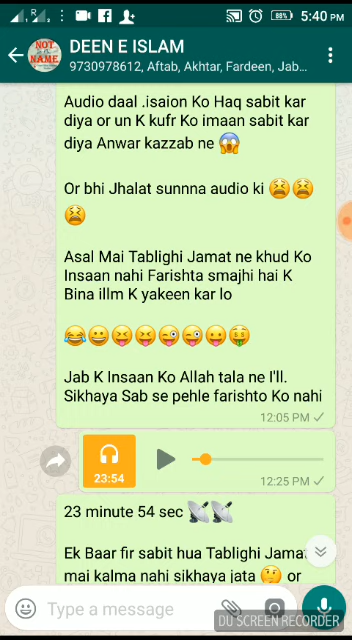 R R 88% 5:40 PM
NOT NAME
DEEN E ISLAM
9730978612, Aftab, Akhtar, Fardeen, Jab...
Audio daal .isaion Ko Haq sabit kar
diya or un K kufr Ko imaan sabit kar
diya Anwar kazzab ne 😱
Or bhi Jhalat sunnna audio ki 😫😫
😫
Asal Mai Tablighi Jamat ne khud Ko
Insaan nahi Farishta smajhi hai K
Bina illm K yakeen kar lo
😂😀😝😝😜😜😛🤑
Jab K Insaan Ko Allah tala ne I'll.
Sikhaya Sab se pehle farishto Ko nahi
12:05 PM
23:54
12:25 PM
23 minute 54 sec 📡📡
Ek Baar fir sabit hua Tablighi Jamat
mai kalma nahi sikhaya jata 🤔 or
Type a message
DU SCREEN RECORDER